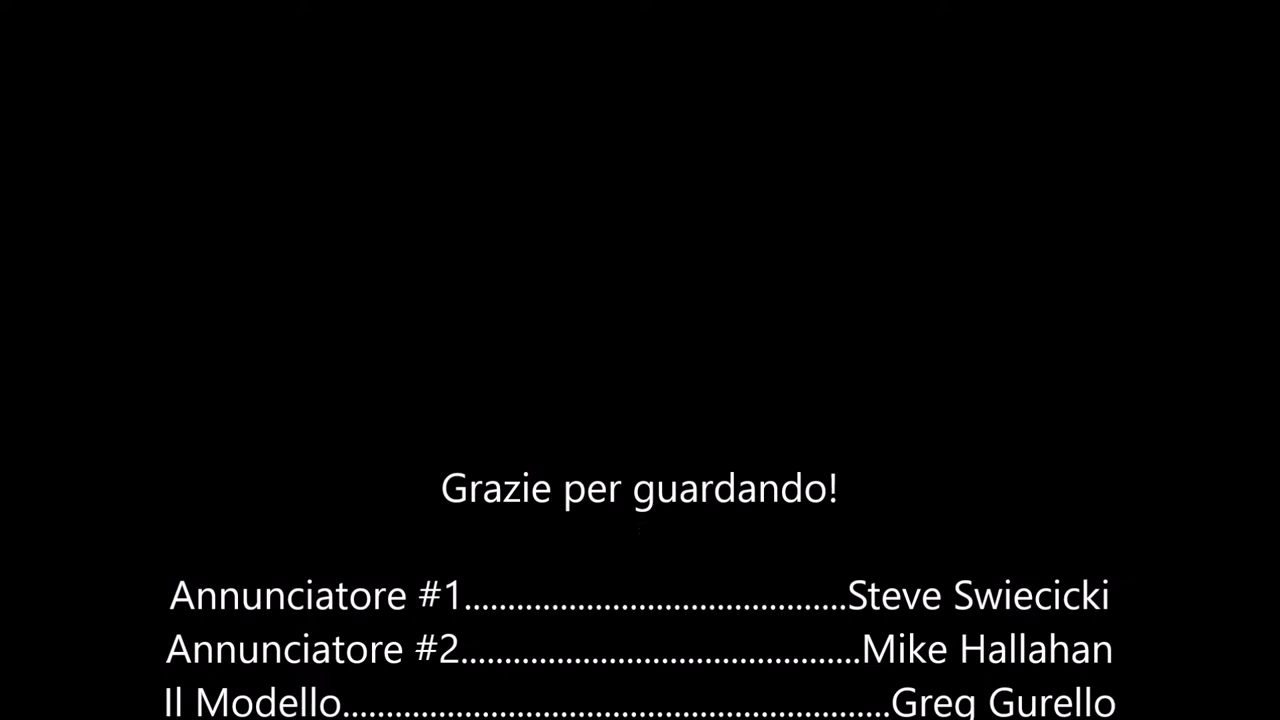 Grazie per guardando!
Annunciatore #1............................................Steve Swiecicki
Annunciatore #2..............................................Mike Hallahan
Il Modello...............................................................Greg Gurello